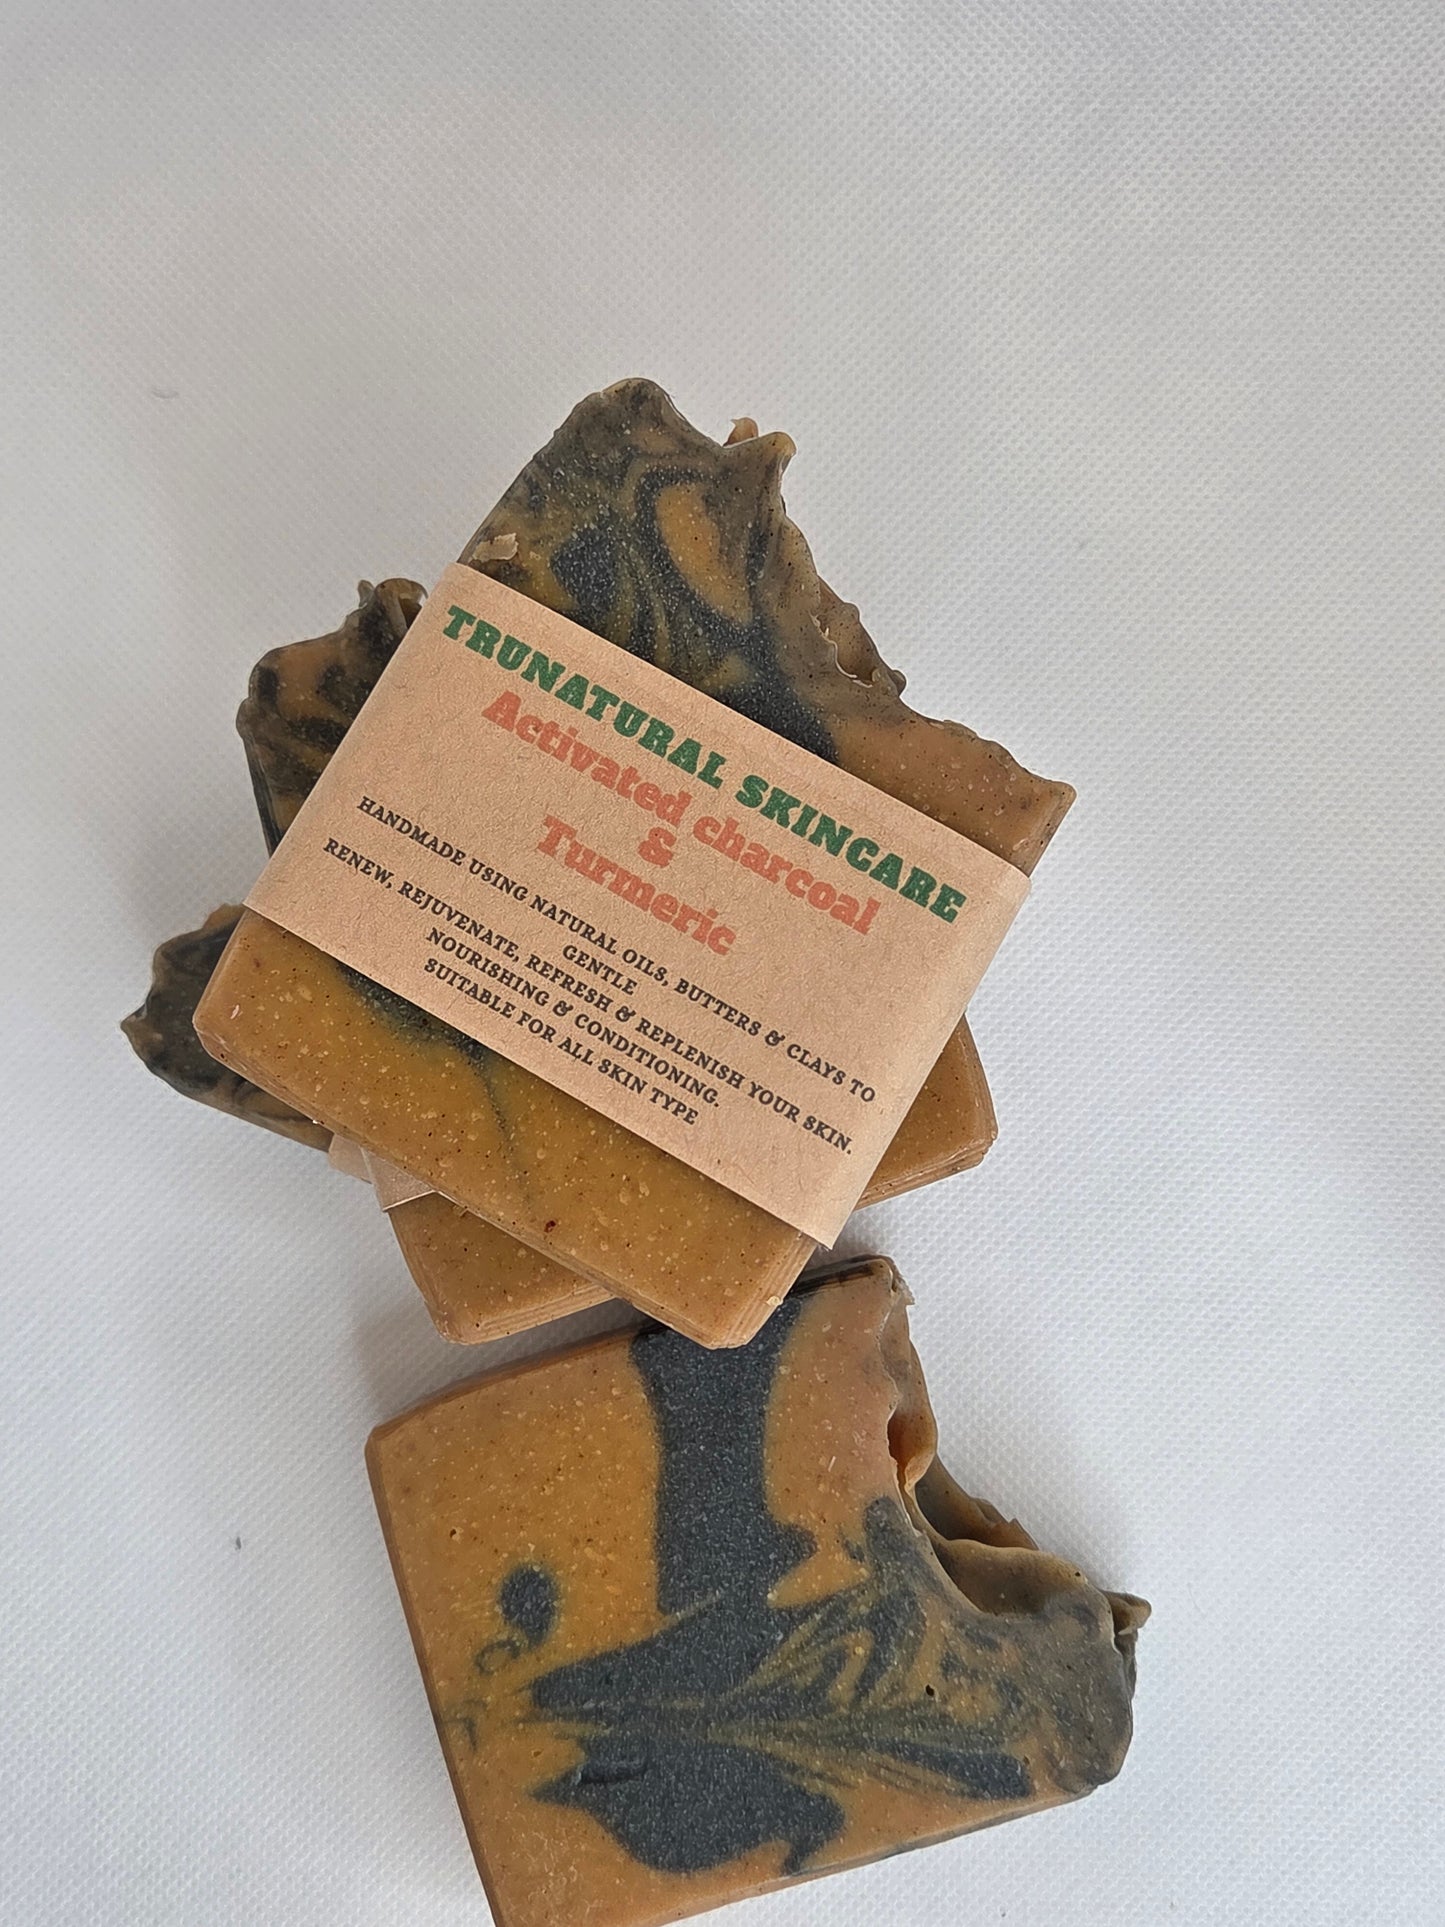 TRUNATURAL SKINCARE
Activated charcoal
&
Turmeric
HANDMADE USING NATURAL OILS, BUTTERS & CLAYS TO
GENTLE
RENEW, REJUVENATE, REFRESH & REPLENISH YOUR SKIN.
NOURISHING & CONDITIONING.
SUITABLE FOR ALL SKIN TYPE